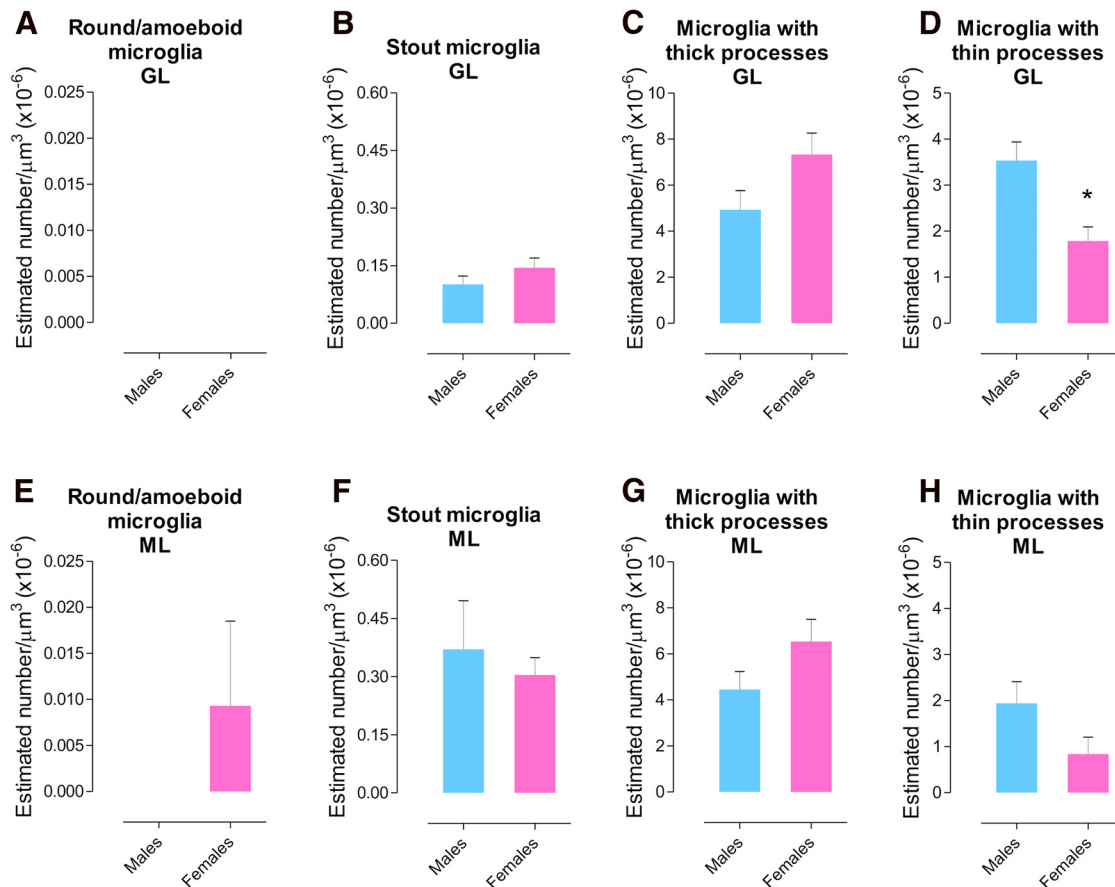 A
Round/amoeboid
microglia
GL
Estimated number/μm³ (x10⁻⁶)
0.025
0.020
0.015
0.010
0.005
0.000
Males
Females
B
Stout microglia
GL
Estimated number/μm³ (x10⁻⁶)
0.60
0.45
0.30
0.15
0.00
Males
Females
C
Microglia with
thick processes
GL
Estimated number/μm³ (x10⁻⁶)
10
8
6
4
2
0
Males
Females
D
Microglia with
thin processes
GL
Estimated number/μm³ (x10⁻⁶)
5
4
3
2
1
0
*
Males
Females
E
Round/amoeboid
microglia
ML
Estimated number/μm³ (x10⁻⁶)
0.025
0.020
0.015
0.010
0.005
0.000
Males
Females
F
Stout microglia
ML
Estimated number/μm³ (x10⁻⁶)
0.60
0.45
0.30
0.15
0.00
Males
Females
G
Microglia with
thick processes
ML
Estimated number/μm³ (x10⁻⁶)
10
8
6
4
2
0
Males
Females
H
Microglia with
thin processes
ML
Estimated number/μm³ (x10⁻⁶)
5
4
3
2
1
0
Males
Females